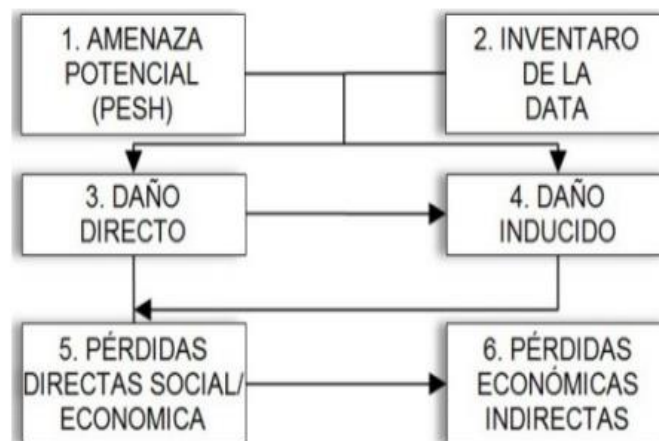 1. AMENAZA
POTENCIAL
(PESH)
2. INVENTARO
DE LA
DATA
3. DAÑO
DIRECTO
4. DAÑO
INDUCIDO
5. PÉRDIDAS
DIRECTAS SOCIAL/
ECONOMICA
6. PÉRDIDAS
ECONÓMICAS
INDIRECTAS